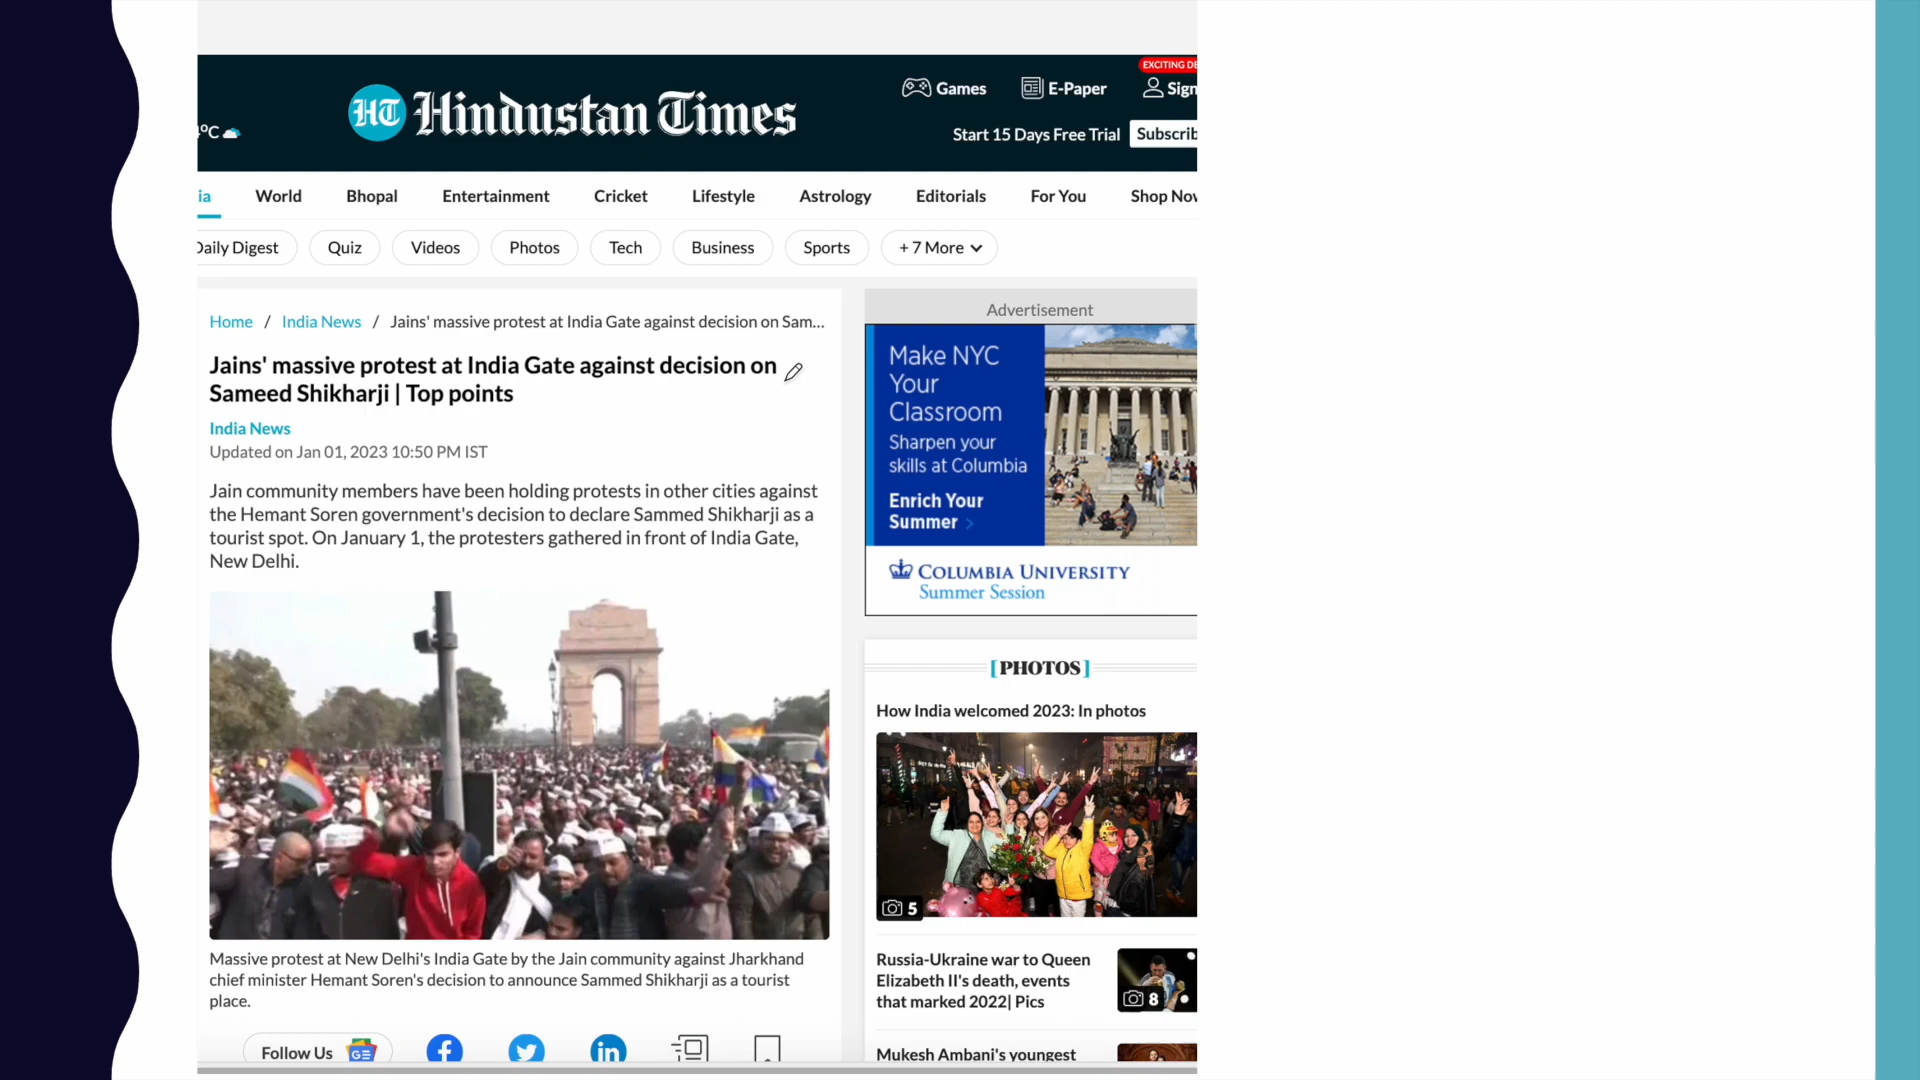 EXCITING
Games
E-Paper
HT Hindustan Times
°C
Start 15 Days Free Trial
World
Bhopal
Entertainment
Cricket
Lifestyle
Astrology
Editorials
For You
Daily Digest
Quiz
Videos
Photos
Tech
Business
Sports
+ 7 More
Home / India News / Jains' massive protest at India Gate against decision on Sam...
Jains' massive protest at India Gate against decision on
Sameed Shikharji | Top points
India News
Updated on Jan 01, 2023 10:50 PM IST
Jain community members have been holding protests in other cities against
the Hemant Soren government's decision to declare Sammed Shikharji as a
tourist spot. On January 1, the protesters gathered in front of India Gate,
New Delhi.
Massive protest at New Delhi's India Gate by the Jain community against Jharkhand
chief minister Hemant Soren's decision to announce Sammed Shikharji as a tourist
place.
Follow Us
Advertisement
Make NYC
Your
Classroom
Sharpen your
skills at Columbia
Enrich Your
Summer >
COLUMBIA UNIVERSITY
Summer Session
[PHOTOS]
How India welcomed 2023: In photos
5
Russia-Ukraine war to Queen
Elizabeth II's death, events
that marked 2022| Pics
8
Mukesh Ambani's youngest